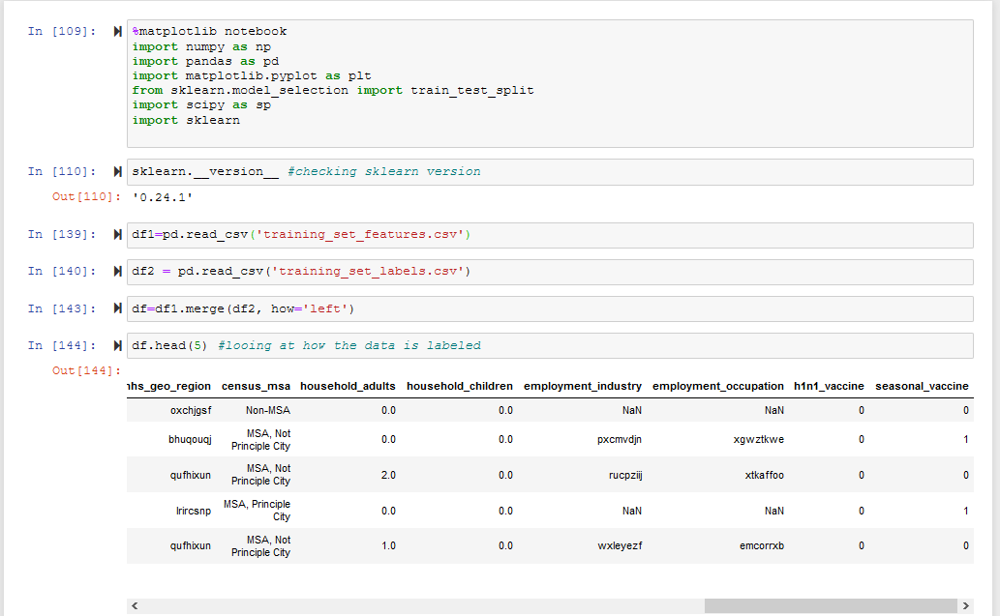 In [109]: %matplotlib notebook
import numpy as np
import pandas as pd
import matplotlib.pyplot as plt
from sklearn.model_selection import train_test_split
import scipy as sp
import sklearn
In [110]: sklearn.__version__ #checking sklearn version
Out[110]: '0.24.1'
In [139]: df1=pd.read_csv('training_set_features.csv')
In [140]: df2 = pd.read_csv('training_set_labels.csv')
In [143]: df=df1.merge(df2, how='left')
In [144]: df.head(5) #looing at how the data is labeled
Out[144]:
hhs_geo_region census_msa household_adults household_children employment_industry employment_occupation h1n1_vaccine seasonal_vaccine
oxchjgsf Non-MSA 0.0 0.0 NaN NaN 0 0
bhuqouqj MSA, Not 0.0 0.0 pxcmvdjn xgwztkwe 0 1
Principle City
qufhixun MSA, Not 2.0 0.0 rucpziij xtkaffoo 0 0
Principle City
lrircsnp MSA, Principle 0.0 0.0 NaN NaN 0 1
City
qufhixun MSA, Not 1.0 0.0 wxleyezf emcorrxb 0 0
Principle City